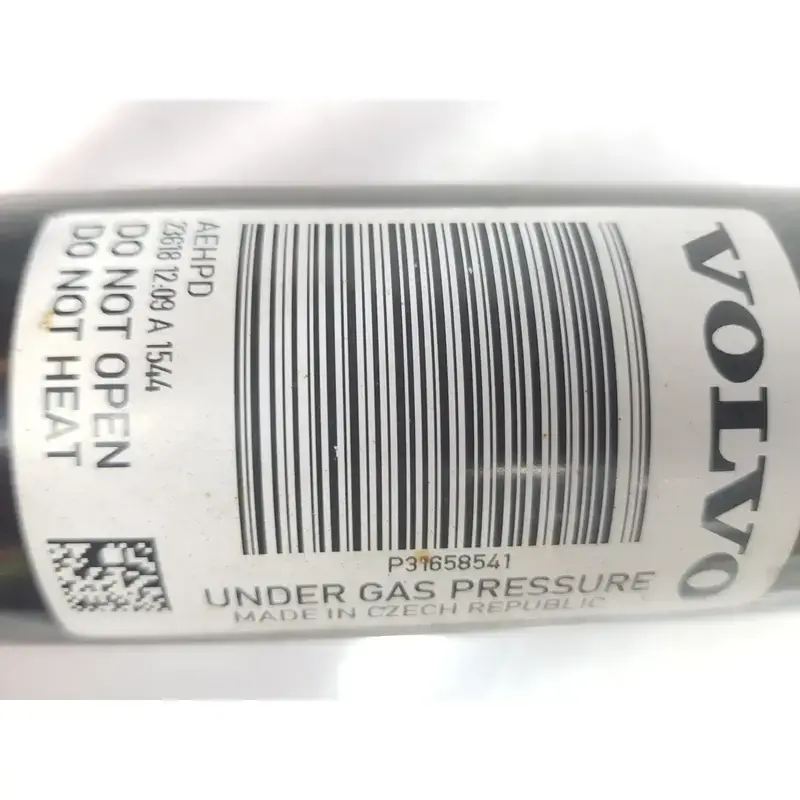 VOLVO
AEHPD
23618 12:09 A 1544
DO NOT OPEN
DO NOT HEAT
P31658541
UNDER GAS PRESSURE
MADE IN CZECH REPUBLIC